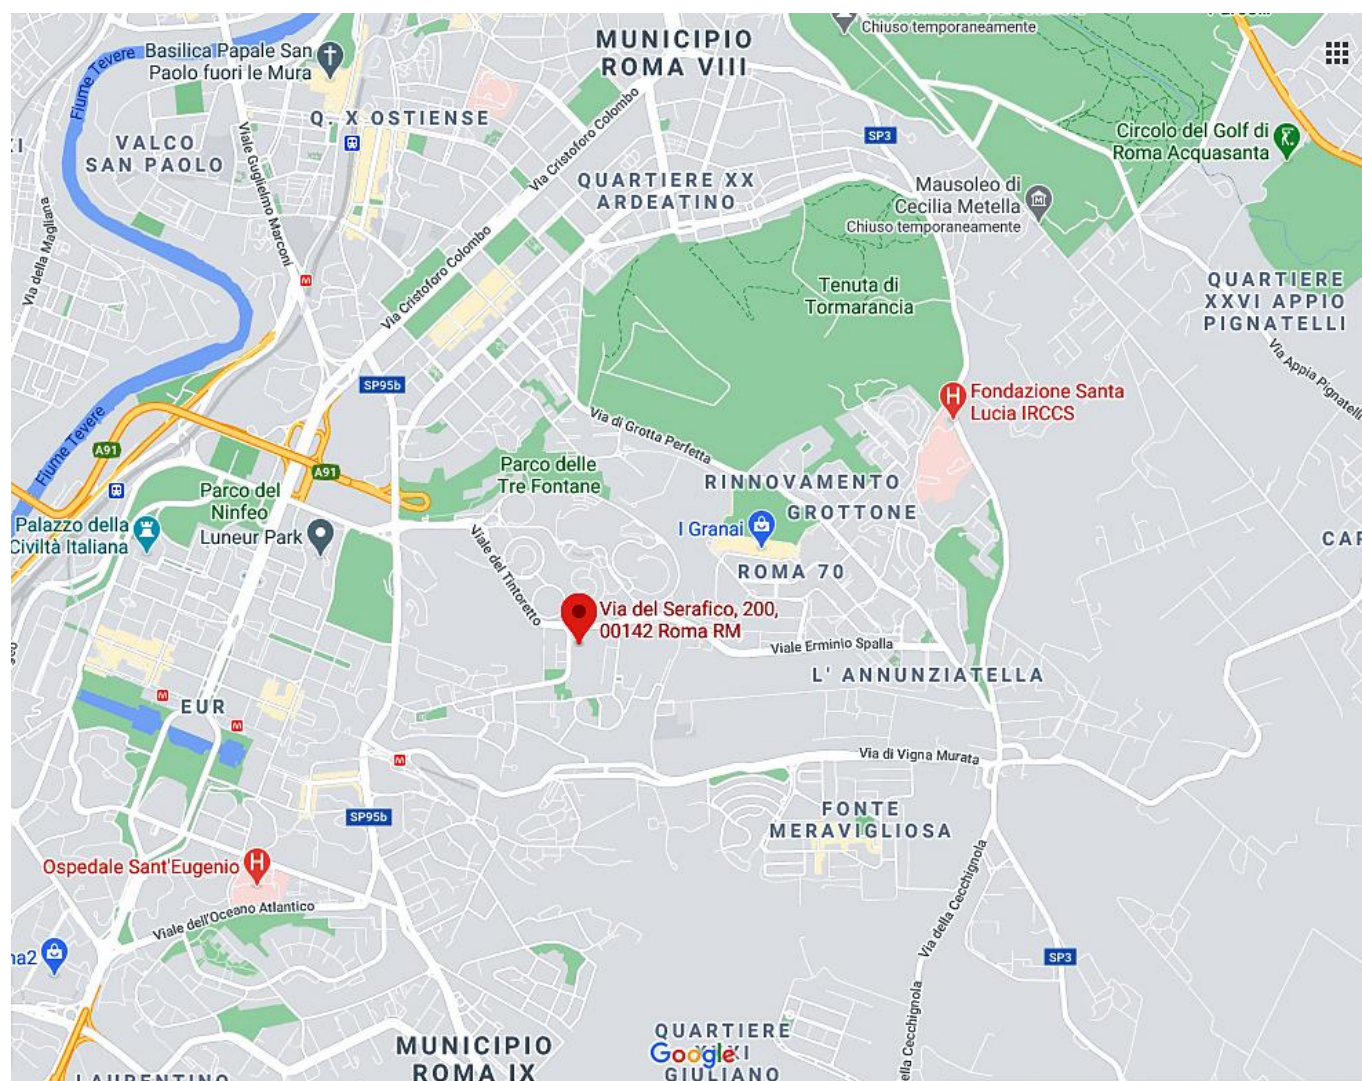 Chiuso temporaneamente
Basilica Papale San
Paolo fuori le Mura
MUNICIPIO
ROMA VIII
Fiume Tevere
Q. X OSTIENSE
VALCO
SAN PAOLO
Viale Guglielmo Marconi
Via Cristoforo Colombo
SP3
Circolo del Golf di
Roma Acquasanta
QUARTIERE XX
ARDEATINO
Mausoleo di
Cecilia Metella
Chiuso temporaneamente
Via della Magliana
Via Cristoforo Colombo
Tenuta di
Tormarancia
QUARTIERE
XXVI APPIO
PIGNATELLI
Via Appia Pignatelli
SP95b
Fondazione Santa
Lucia IRCCS
Via di Grotta Perfetta
Fiume Tevere
A91
A91
Parco delle
Tre Fontane
RINNOVAMENTO
GROTTONE
Parco del
Ninfeo
Palazzo della
Civiltà Italiana
Luneur Park
I Granai
ROMA 70
Viale del Tintoretto
Via del Serafico, 200,
00142 Roma RM
Viale Erminio Spalla
L' ANNUNZIATELLA
EUR
Via di Vigna Murata
SP95b
FONTE
MERAVIGLIOSA
Ospedale Sant'Eugenio
Viale dell'Oceano Atlantico
Via della Cecchignola
SP3
QUARTIERE
Google
GIULIANO
MUNICIPIO
ROMA IX
LAURENTINO